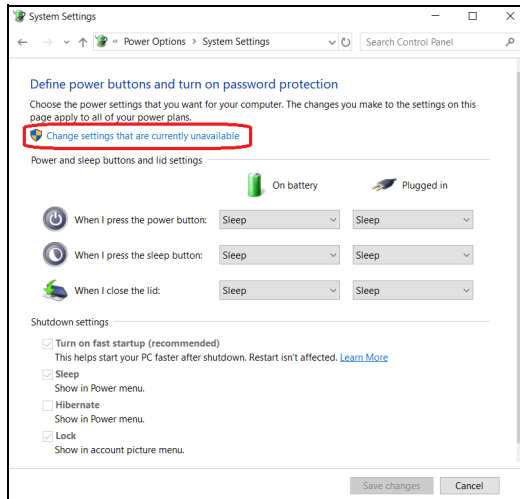 System Settings
« Power Options > System Settings
Search Control Panel
Define power buttons and turn on password protection
Choose the power settings that you want for your computer. The changes you make to the settings on this
page apply to all of your power plans.
Change settings that are currently unavailable
Power and sleep buttons and lid settings
On battery Plugged in
When I press the power button: Sleep Sleep
When I press the sleep button: Sleep Sleep
When I close the lid: Sleep Sleep
Shutdown settings
Turn on fast startup (recommended)
This helps start your PC faster after shutdown. Restart isn't affected. Learn More
Sleep
Show in Power menu.
Hibernate
Show in Power menu.
Lock
Show in account picture menu.
Save changes Cancel